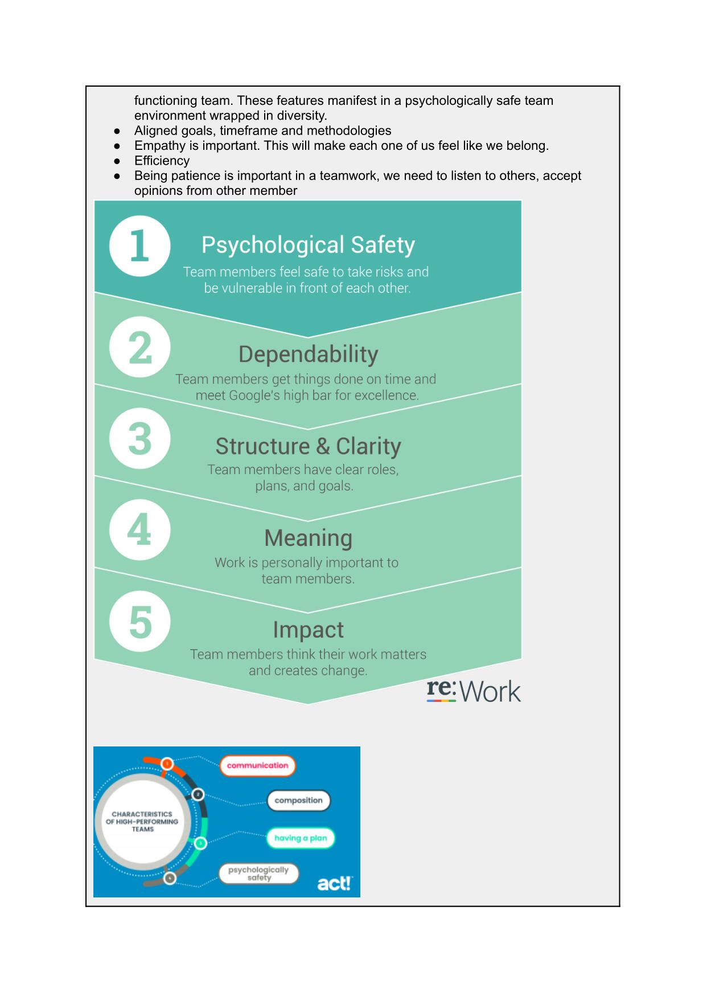 functioning team. These features manifest in a psychologically safe team
environment wrapped in diversity.
● Aligned goals, timeframe and methodologies
● Empathy is important. This will make each one of us feel like we belong.
● Efficiency
● Being patience is important in a teamwork, we need to listen to others, accept
opinions from other member
1
Psychological Safety
Team members feel safe to take risks and
be vulnerable in front of each other.
2
Dependability
Team members get things done on time and
meet Google's high bar for excellence.
3
Structure & Clarity
Team members have clear roles,
plans, and goals.
4
Meaning
Work is personally important to
team members.
5
Impact
Team members think their work matters
and creates change.
re:Work
CHARACTERISTICS
OF HIGH-PERFORMING
TEAMS
1
communication
2
composition
3
having a plan
4
psychologically
safety
act!